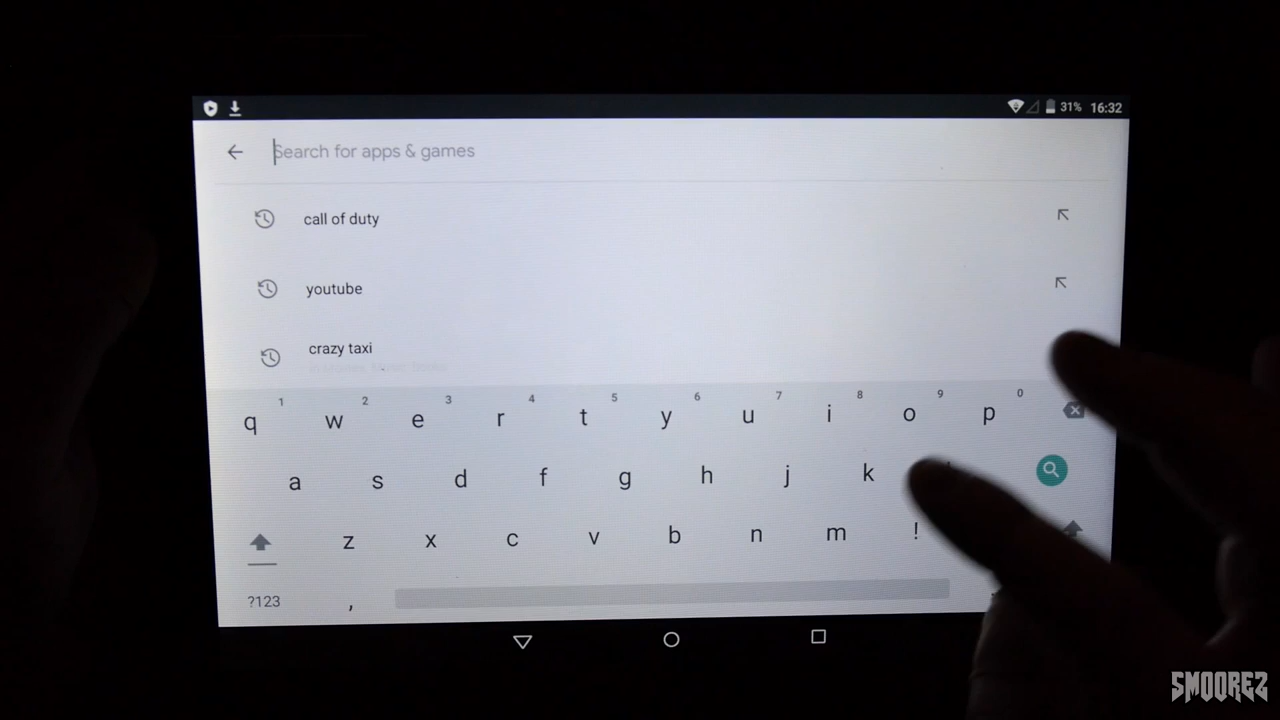 31% 16:32
Search for apps & games
call of duty
youtube
crazy taxi
1 2 3 4 5 6 7 8 9 0
q w e r t y u i o p
a s d f g h j k
z x c v b n m !
?123 ,
SMOOREZ